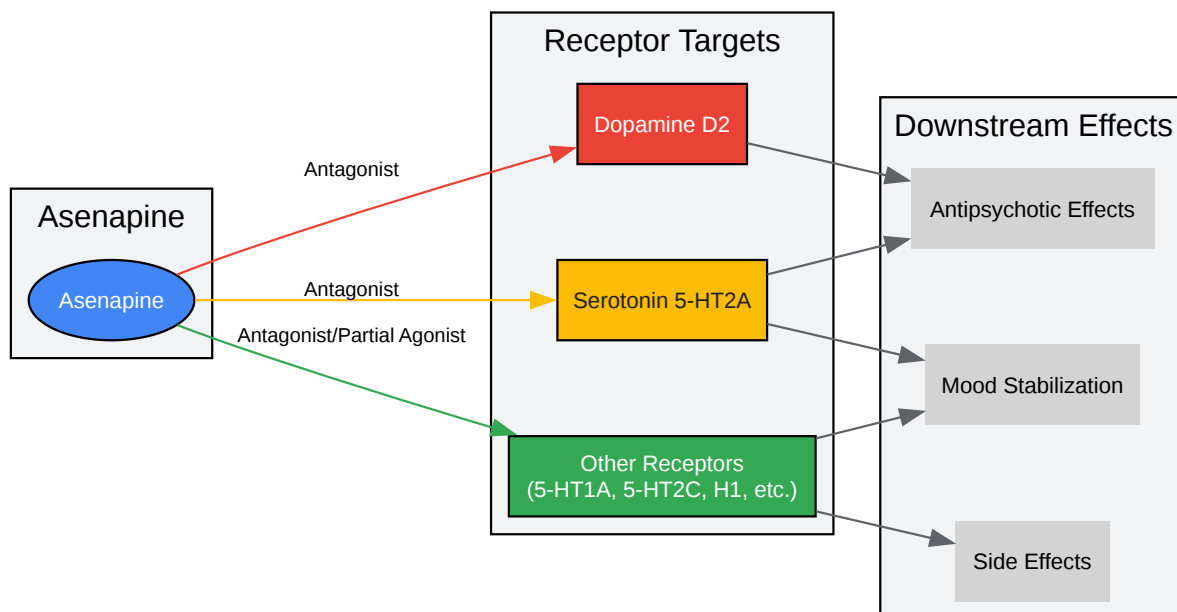 Asenapine
Asenapine
Antagonist
Antagonist
Antagonist/Partial Agonist
Receptor Targets
Dopamine D2
Serotonin 5-HT2A
Other Receptors
(5-HT1A, 5-HT2C, H1, etc.)
Downstream Effects
Antipsychotic Effects
Mood Stabilization
Side Effects